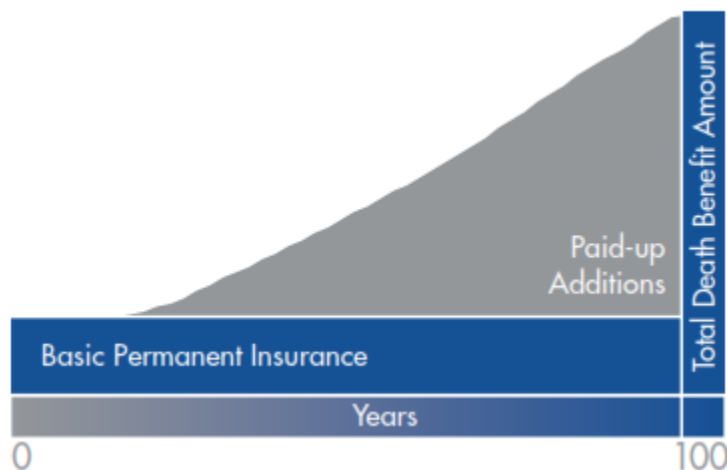 Paid-up
Additions
Total Death Benefit Amount
Basic Permanent Insurance
Years
0
100